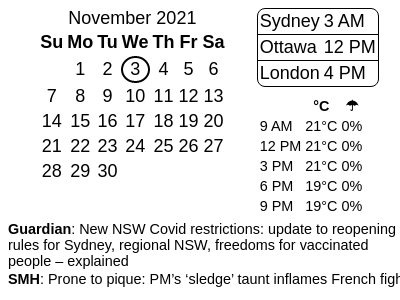 November 2021
Su Mo Tu We Th Fr Sa
1 2 3 4 5 6
7 8 9 10 11 12 13
14 15 16 17 18 19 20
21 22 23 24 25 26 27
28 29 30
Sydney 3 AM
Ottawa 12 PM
London 4 PM
°C ☂
9 AM 21°C 0%
12 PM 21°C 0%
3 PM 21°C 0%
6 PM 19°C 0%
9 PM 19°C 0%
Guardian: New NSW Covid restrictions: update to reopening
rules for Sydney, regional NSW, freedoms for vaccinated
people – explained
SMH: Prone to pique: PM’s ‘sledge’ taunt inflames French figh